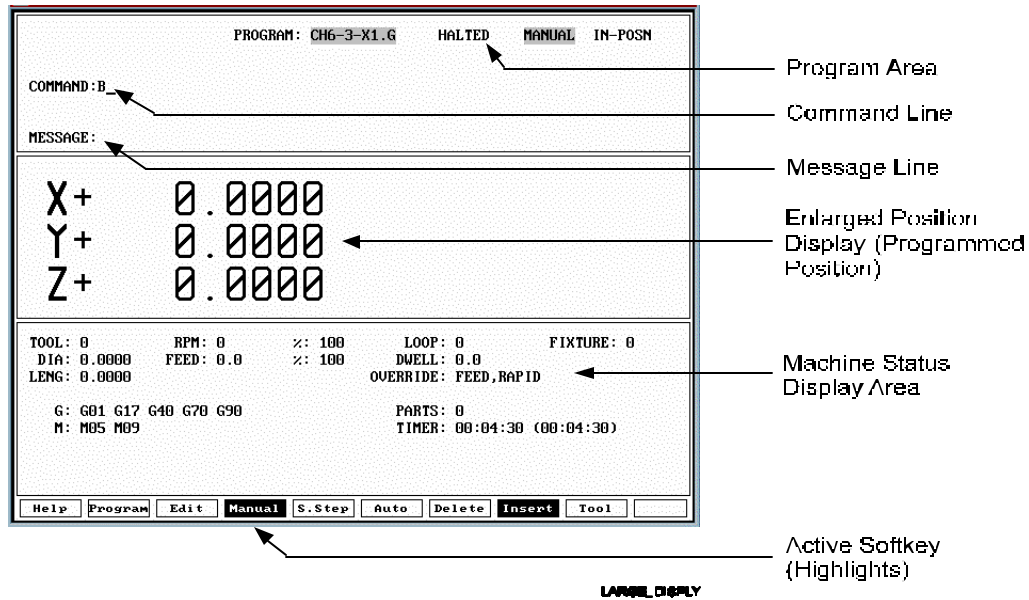 PROGRAM: CH6-3-X1.G HALTED MANUAL IN-POSN
COMMAND:B_
MESSAGE:
X+ 0.0000
Y+ 0.0000
Z+ 0.0000
TOOL: 0 RPM: 0 %: 100 LOOP: 0 FIXTURE: 0
DIA: 0.0000 FEED: 0.0 %: 100 DWELL: 0.0
LENG: 0.0000 OVERRIDE: FEED,RAPID
G: G01 G17 G40 G70 G90 PARTS: 0
M: M05 M09 TIMER: 00:04:30 (00:04:30)
Help Program Edit Manual S.Step Auto Delete Insert Tool
Program Area
Command Line
Message Line
Enlarged Position
Display (Programmed
Position)
Machine Status
Display Area
Active Softkey
(Highlights)
LARGE_DISPLY